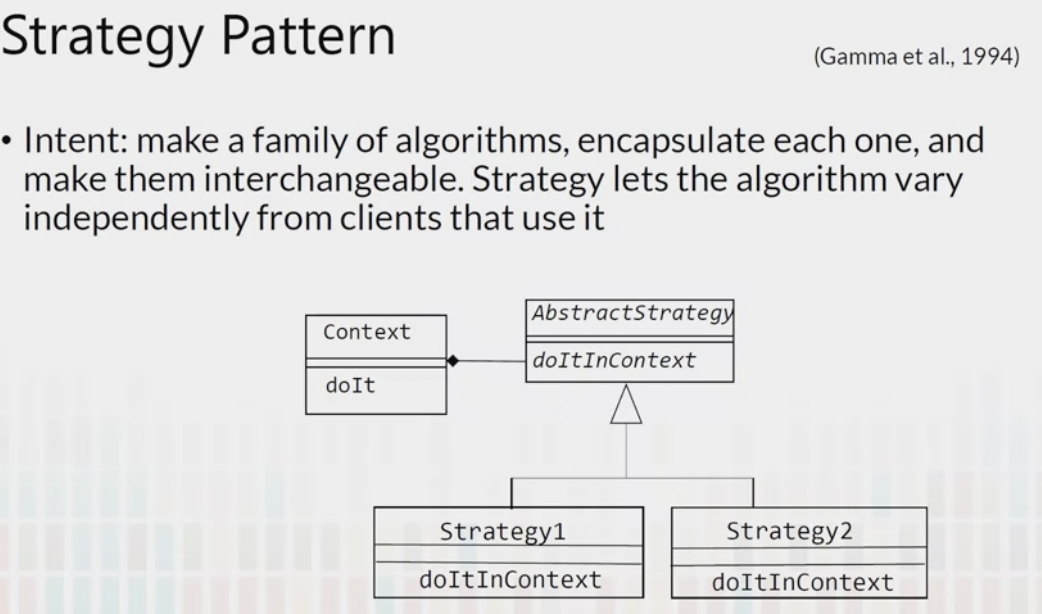 Strategy Pattern
(Gamma et al., 1994)
• Intent: make a family of algorithms, encapsulate each one, and
make them interchangeable. Strategy lets the algorithm vary
independently from clients that use it
AbstractStrategy
Context
doItInContext
doIt
Strategy1
Strategy2
doItInContext
doItInContext